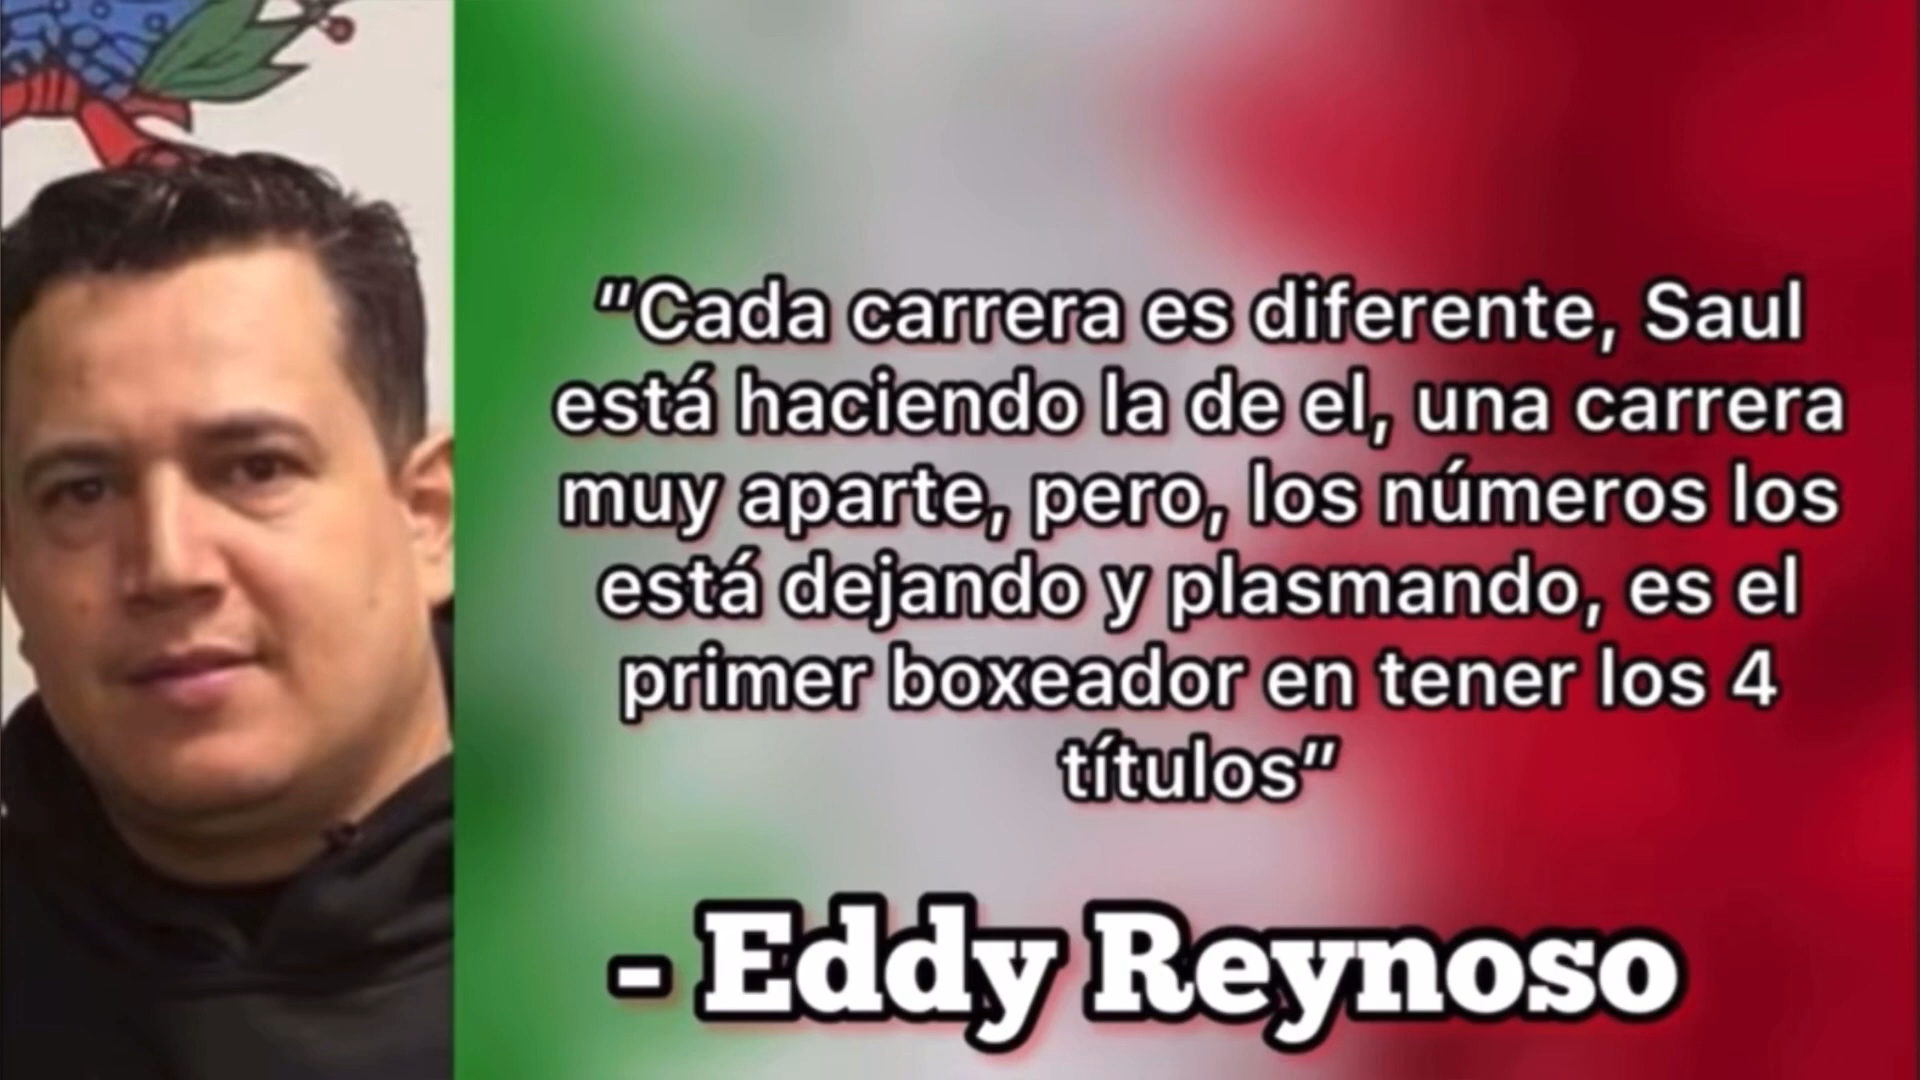 "Cada carrera es diferente, Saul
está haciendo la de el, una carrera
muy aparte, pero, los números los
está dejando y plasmando, es el
primer boxeador en tener los 4
títulos"
- Eddy Reynoso